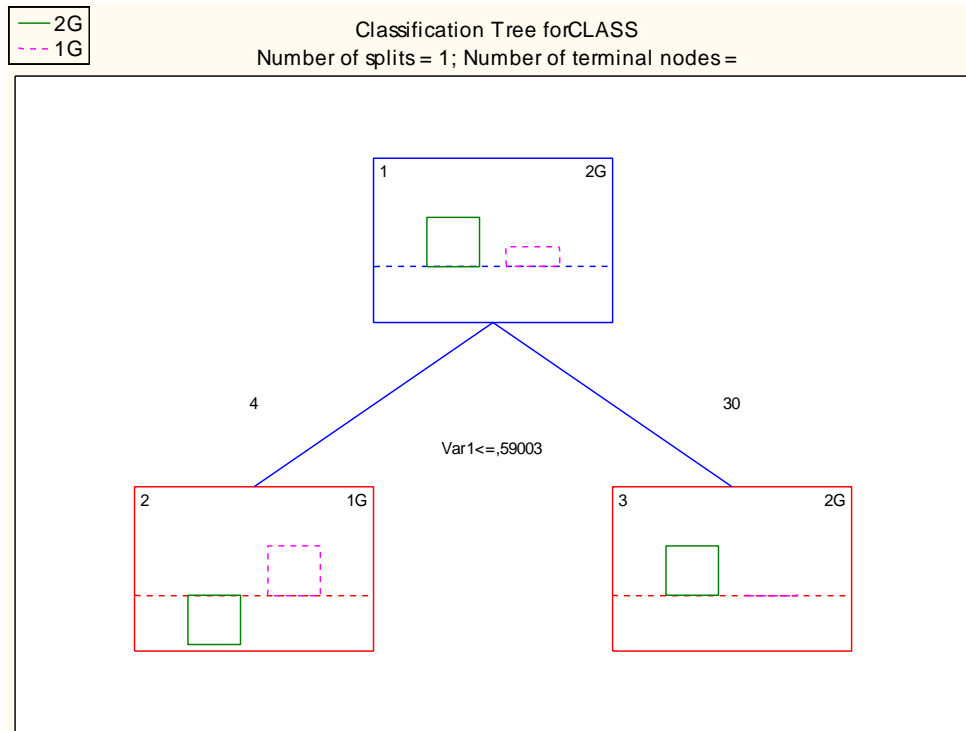 2G
1G
Classification Tree forCLASS
Number of splits = 1; Number of terminal nodes =
1 2G
4
30
Var1<=,59003
2 1G
3 2G